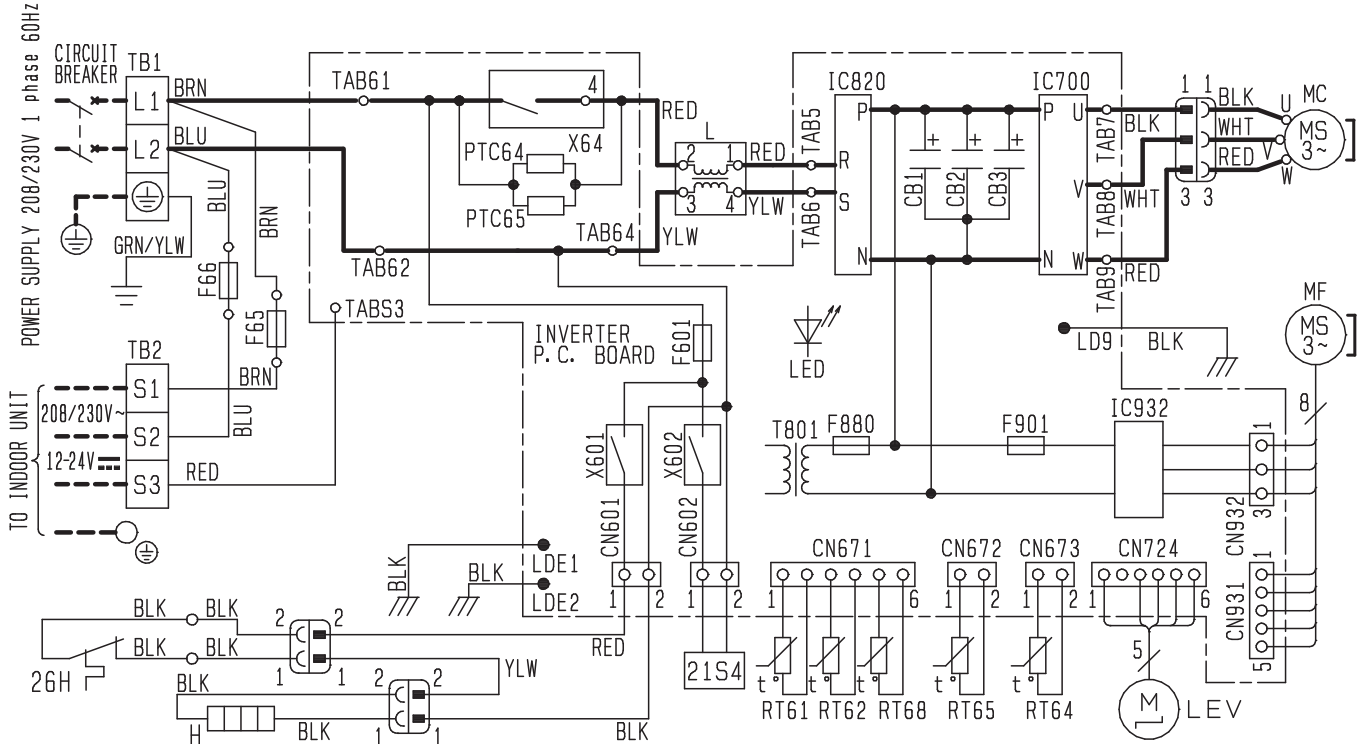 POWER SUPPLY 208/230V 1 phase 60Hz
CIRCUIT
BREAKER
TB1
L1
L2
BRN
BLU
BLU
BRN
GRN/YLW
F66
F65
TAB61
TAB62
TABS3
4
X64
PTC64
PTC65
TAB64
RED
YLW
L
2
1
3
4
RED
YLW
TAB5
TAB6
IC820
P
R
S
N
+
+
+
CB1
CB2
CB3
IC700
P
N
U
V
W
TAB7
TAB8
TAB9
BLK
WHT
RED
1
1
3
3
BLK
WHT
RED
U
V
W
MC
MS
3~
MF
MS
3~
8
INVERTER
P.C. BOARD
F601
LED
LD9
BLK
TB2
S1
S2
S3
BRN
BLU
RED
TO INDOOR UNIT
208/230V~
12-24V
T801
F880
F901
IC932
X601
X602
CN601
CN602
1
2
1
2
CN932
1
3
CN931
1
5
LDE1
LDE2
BLK
BLK
CN671
1
6
CN672
1
2
CN673
1
2
CN724
1
6
t°
t°
t°
t°
t°
RT61
RT62
RT68
RT65
RT64
5
M
LEV
21S4
BLK
BLK
BLK
BLK
26H
2
2
1
1
RED
YLW
BLK
2
2
1
1
H
BLK
BLK